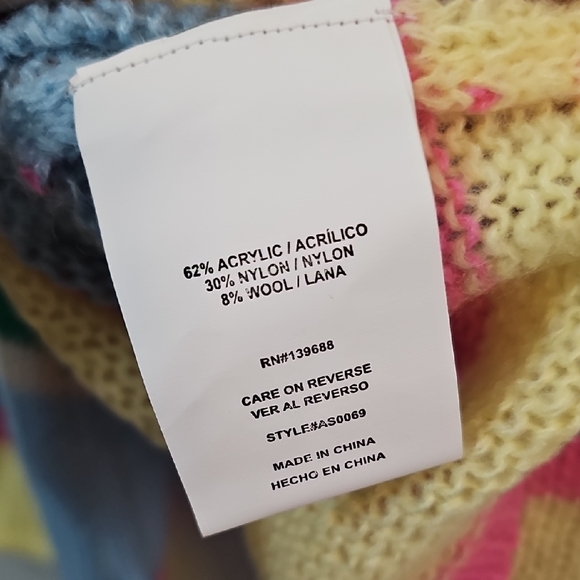 62% ACRYLIC / ACRÍLICO
30% NYLON / NYLON
8% WOOL / LANA
RN#139688
CARE ON REVERSE
VER AL REVERSO
STYLE#AS0069
MADE IN CHINA
HECHO EN CHINA